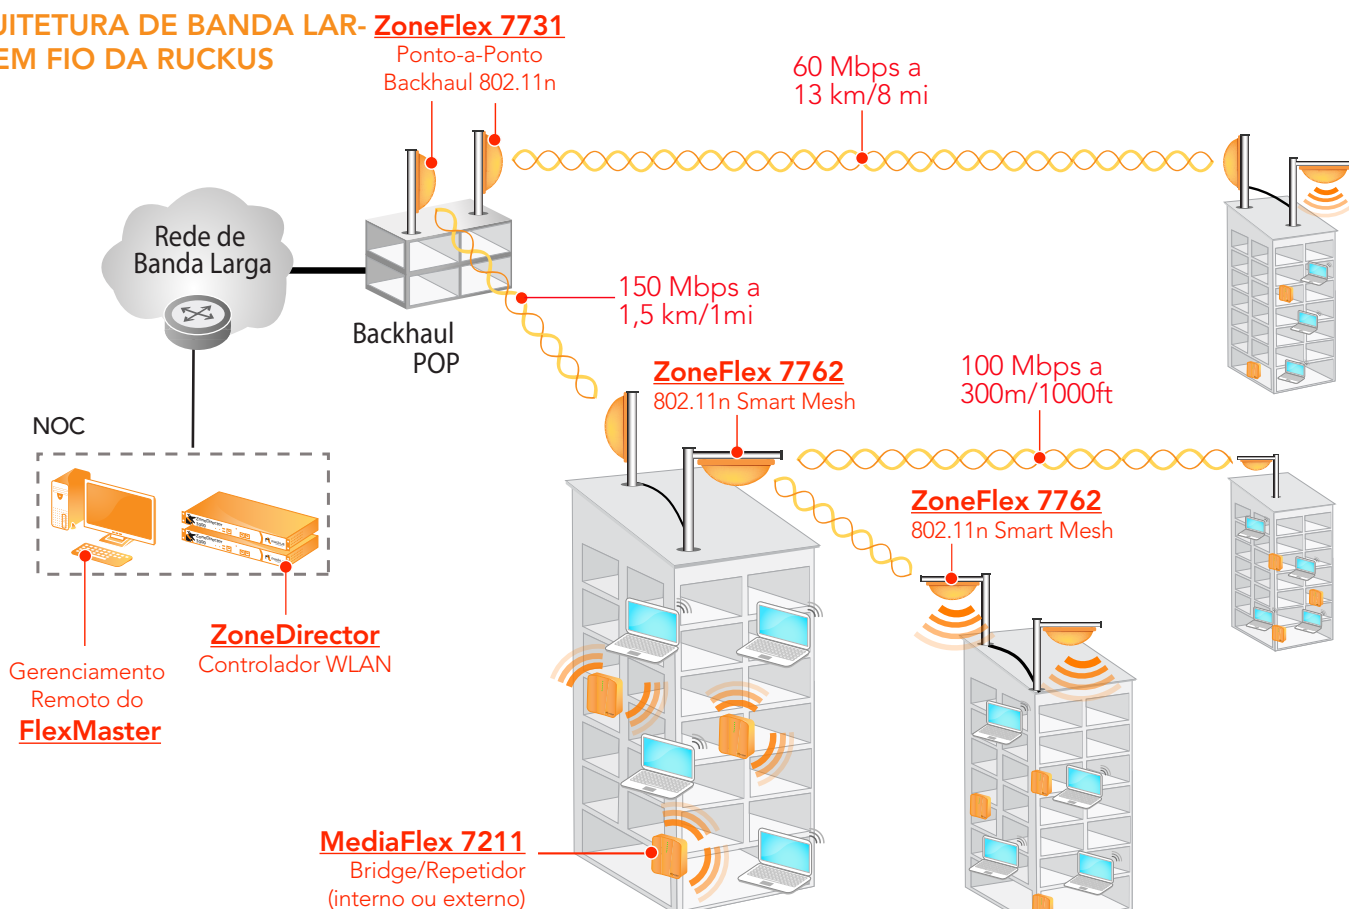 UITETURA DE BANDA LAR-
EM FIO DA RUCKUS
ZoneFlex 7731
Ponto-a-Ponto
Backhaul 802.11n
60 Mbps a
13 km/8 mi
Rede de
Banda Larga
150 Mbps a
1,5 km/1mi
Backhaul
POP
ZoneFlex 7762
802.11n Smart Mesh
100 Mbps a
300m/1000ft
NOC
ZoneFlex 7762
802.11n Smart Mesh
ZoneDirector
ZoneDirector
ZoneDirector
Controlador WLAN
Gerenciamento
Remoto do
FlexMaster
MediaFlex 7211
Bridge/Repetidor
(interno ou externo)